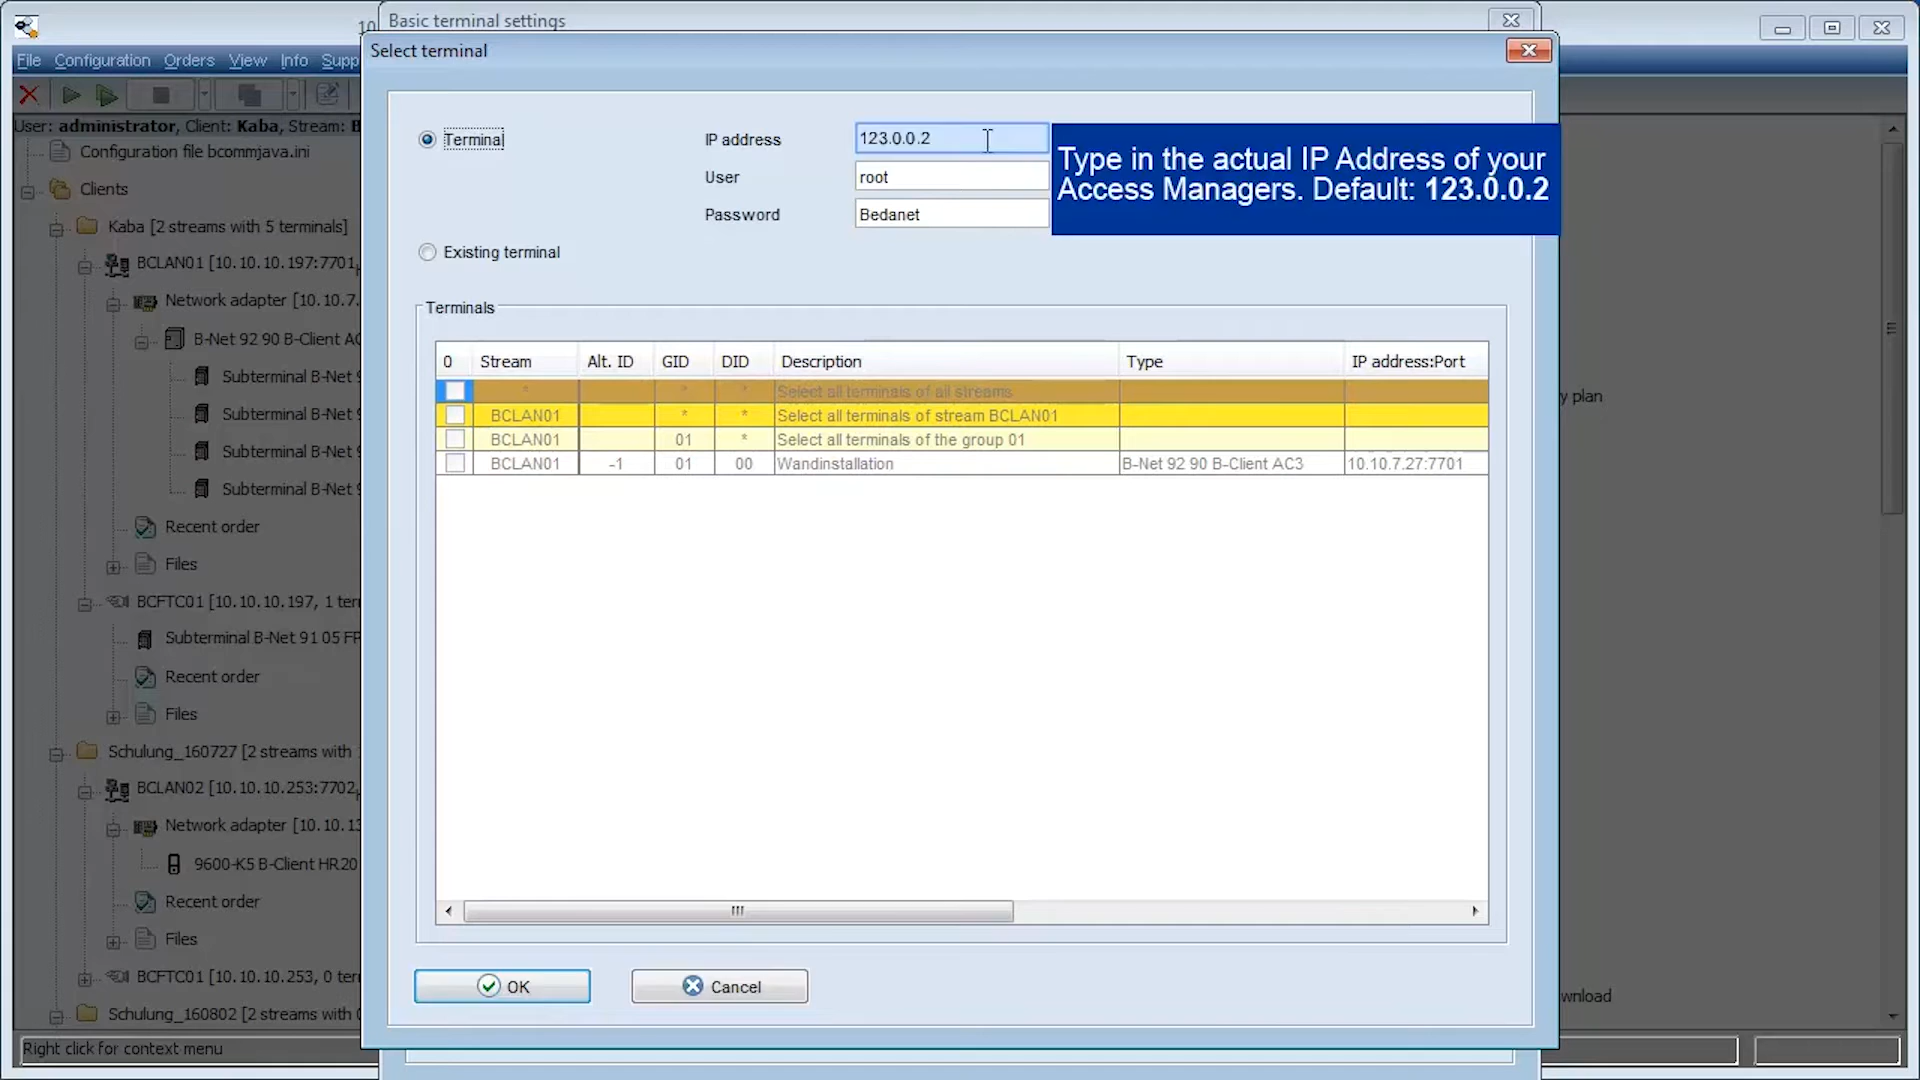 10
Basic terminal settings
Select terminal
File Configuration Orders View Info Supp
User: administrator, Client: Kaba, Stream: B
Configuration file bcommjava.ini
Clients
Kaba [2 streams with 5 terminals]
BCLAN01 [10.10.10.197:7701,
Network adapter [10.10.7.
B-Net 92 90 B-Client AC
Subterminal B-Net 9
Subterminal B-Net 9
Subterminal B-Net 9
Subterminal B-Net 9
Recent order
Files
BCFTC01 [10.10.10.197, 1 ter
Subterminal B-Net 91 05 FP
Recent order
Files
Schulung_160727 [2 streams with
BCLAN02 [10.10.10.253:7702,
Network adapter [10.10.13
9600-K5 B-Client HR20
Recent order
Files
BCFTC01 [10.10.10.253, 0 ter
Schulung_160802 [2 streams with 0
Right click for context menu
Terminal
IP address 123.0.0.2
User root
Password Bedanet
Type in the actual IP Address of your
Access Managers. Default: 123.0.0.2
Existing terminal
Terminals
0 Stream Alt. ID GID DID Description Type IP address:Port
* * * Select all terminals of all streams
BCLAN01 * * Select all terminals of stream BCLAN01
BCLAN01 01 * Select all terminals of the group 01
BCLAN01 -1 01 00 Wandinstallation B-Net 92 90 B-Client AC3 10.10.7.27:7701
OK Cancel
y plan
wnload